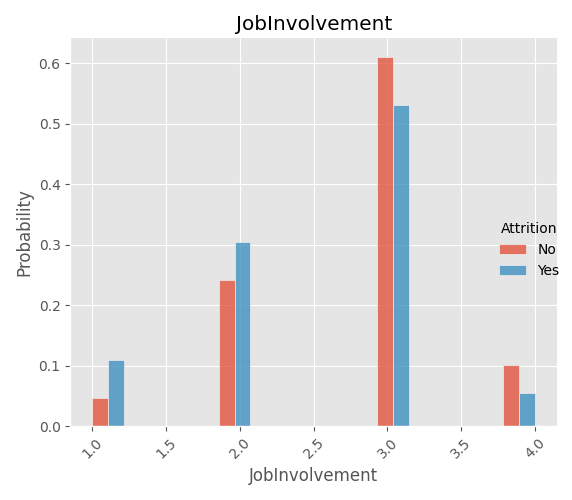 JobInvolvement
Probability
0.6
0.5
0.4
0.3
0.2
0.1
0.0
Attrition
No
Yes
1.0 1.5 2.0 2.5 3.0 3.5 4.0
JobInvolvement